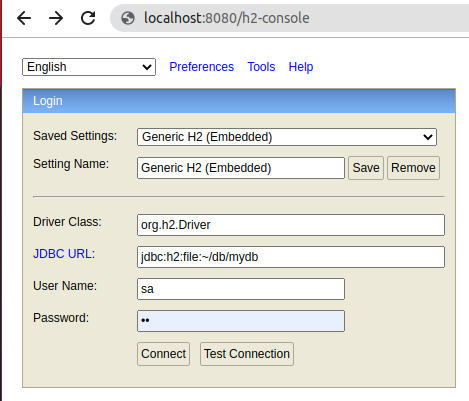 localhost:8080/h2-console
English Preferences Tools Help
Login
Saved Settings: Generic H2 (Embedded)
Setting Name: Generic H2 (Embedded) Save Remove
Driver Class: org.h2.Driver
JDBC URL: jdbc:h2:file:~/db/mydb
User Name: sa
Password: ••
Connect Test Connection